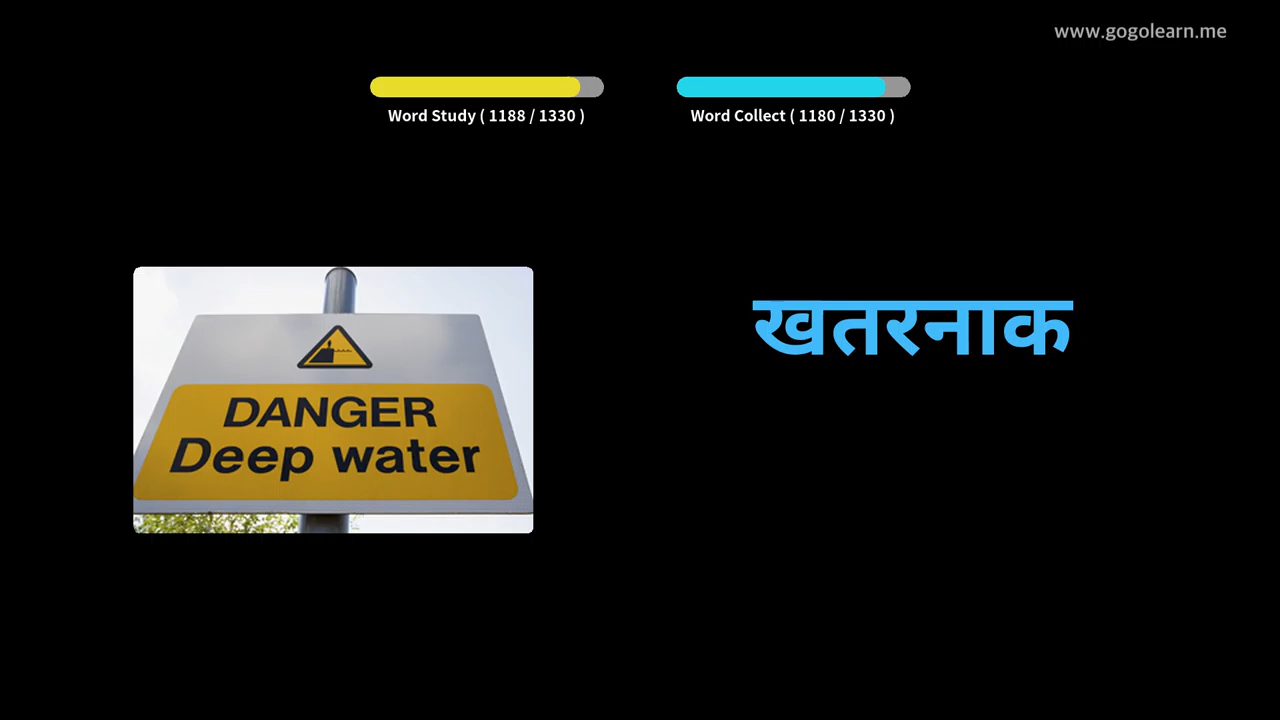 www.gogolearn.me
Word Study ( 1188 / 1330 )
Word Collect ( 1180 / 1330 )
DANGER
Deep water
खतरनाक